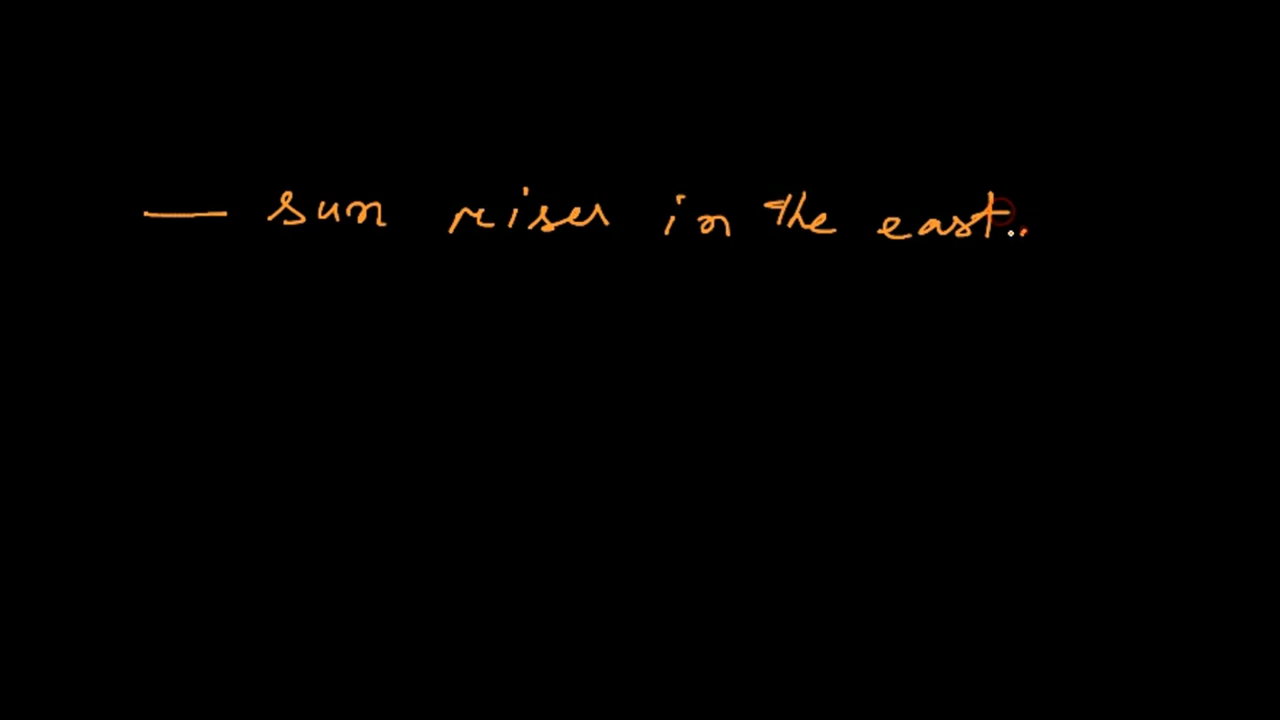 — sun rises in the east.